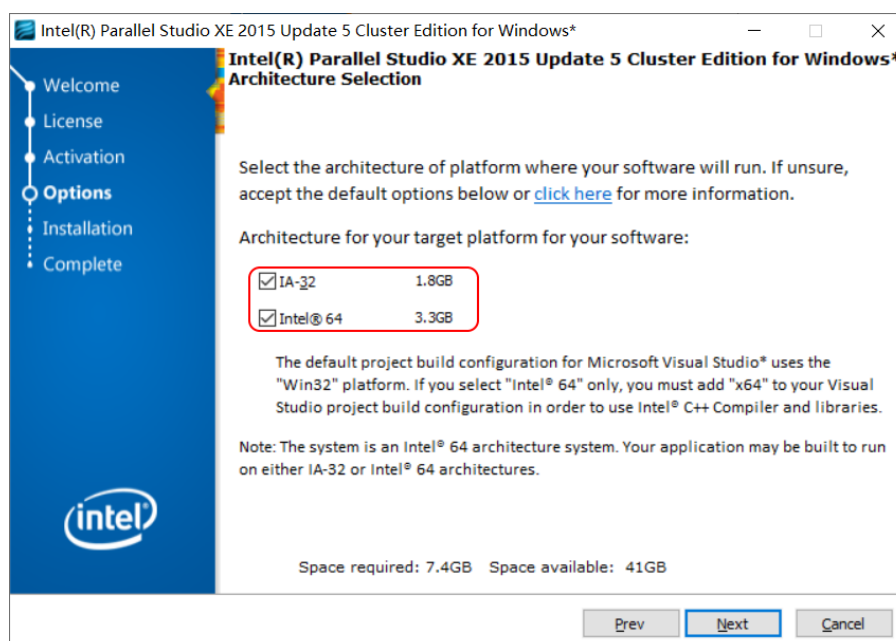 Intel(R) Parallel Studio XE 2015 Update 5 Cluster Edition for Windows*
Intel(R) Parallel Studio XE 2015 Update 5 Cluster Edition for Windows*
Architecture Selection
Welcome
License
Activation
Options
Installation
Complete
Select the architecture of platform where your software will run. If unsure,
accept the default options below or click here for more information.
Architecture for your target platform for your software:
IA-32 1.8GB
Intel® 64 3.3GB
The default project build configuration for Microsoft Visual Studio* uses the
"Win32" platform. If you select "Intel® 64" only, you must add "x64" to your Visual
Studio project build configuration in order to use Intel® C++ Compiler and libraries.
Note: The system is an Intel® 64 architecture system. Your application may be built to run
on either IA-32 or Intel® 64 architectures.
intel
Space required: 7.4GB Space available: 41GB
Prev Next Cancel